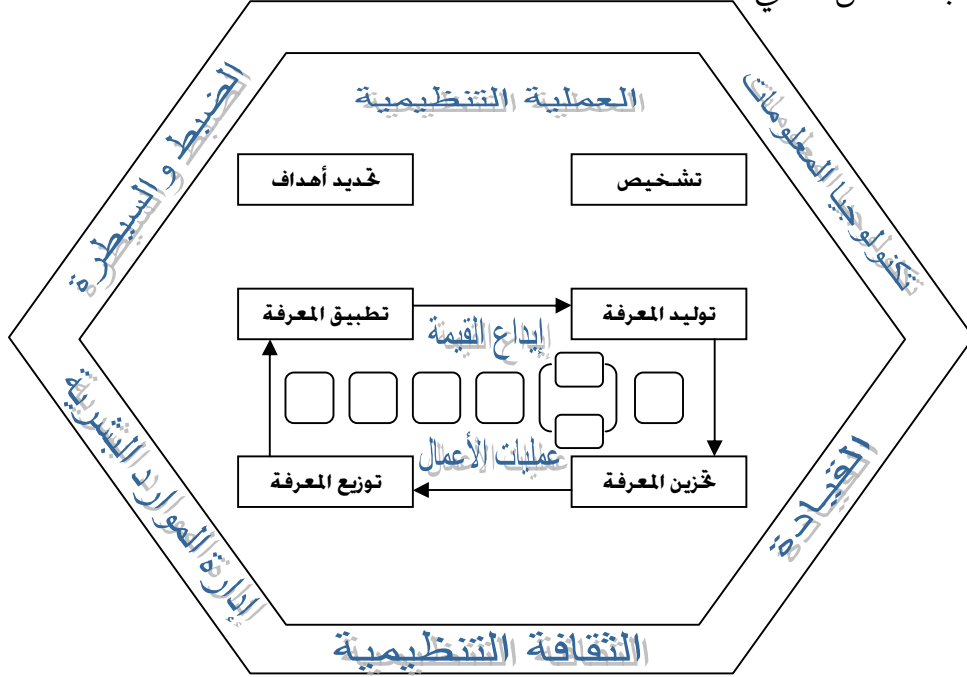 العملية التنظيمية
تكنولوجيا المعلومات
الضبط و السيطرة
تشخيص
تحديد أهداف
توليد المعرفة
تطبيق المعرفة
إبداع القيمة
عمليات الأعمال
تخزين المعرفة
توزيع المعرفة
القيادة
إدارة الموارد البشرية
الثقافة التنظيمية